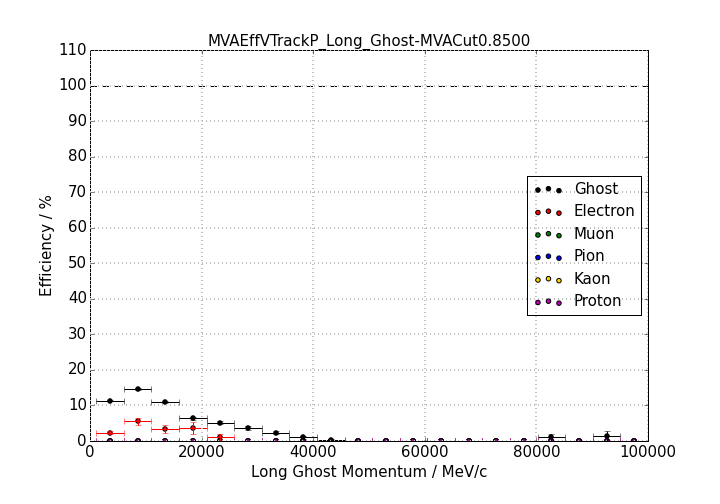 MVAEffVTrackP_Long_Ghost-MVACut0.8500
110
100
90
80
70
60
50
40
30
20
10
0
Efficiency / %
Ghost
Electron
Muon
Pion
Kaon
Proton
0 20000 40000 60000 80000 100000
Long Ghost Momentum / MeV/c